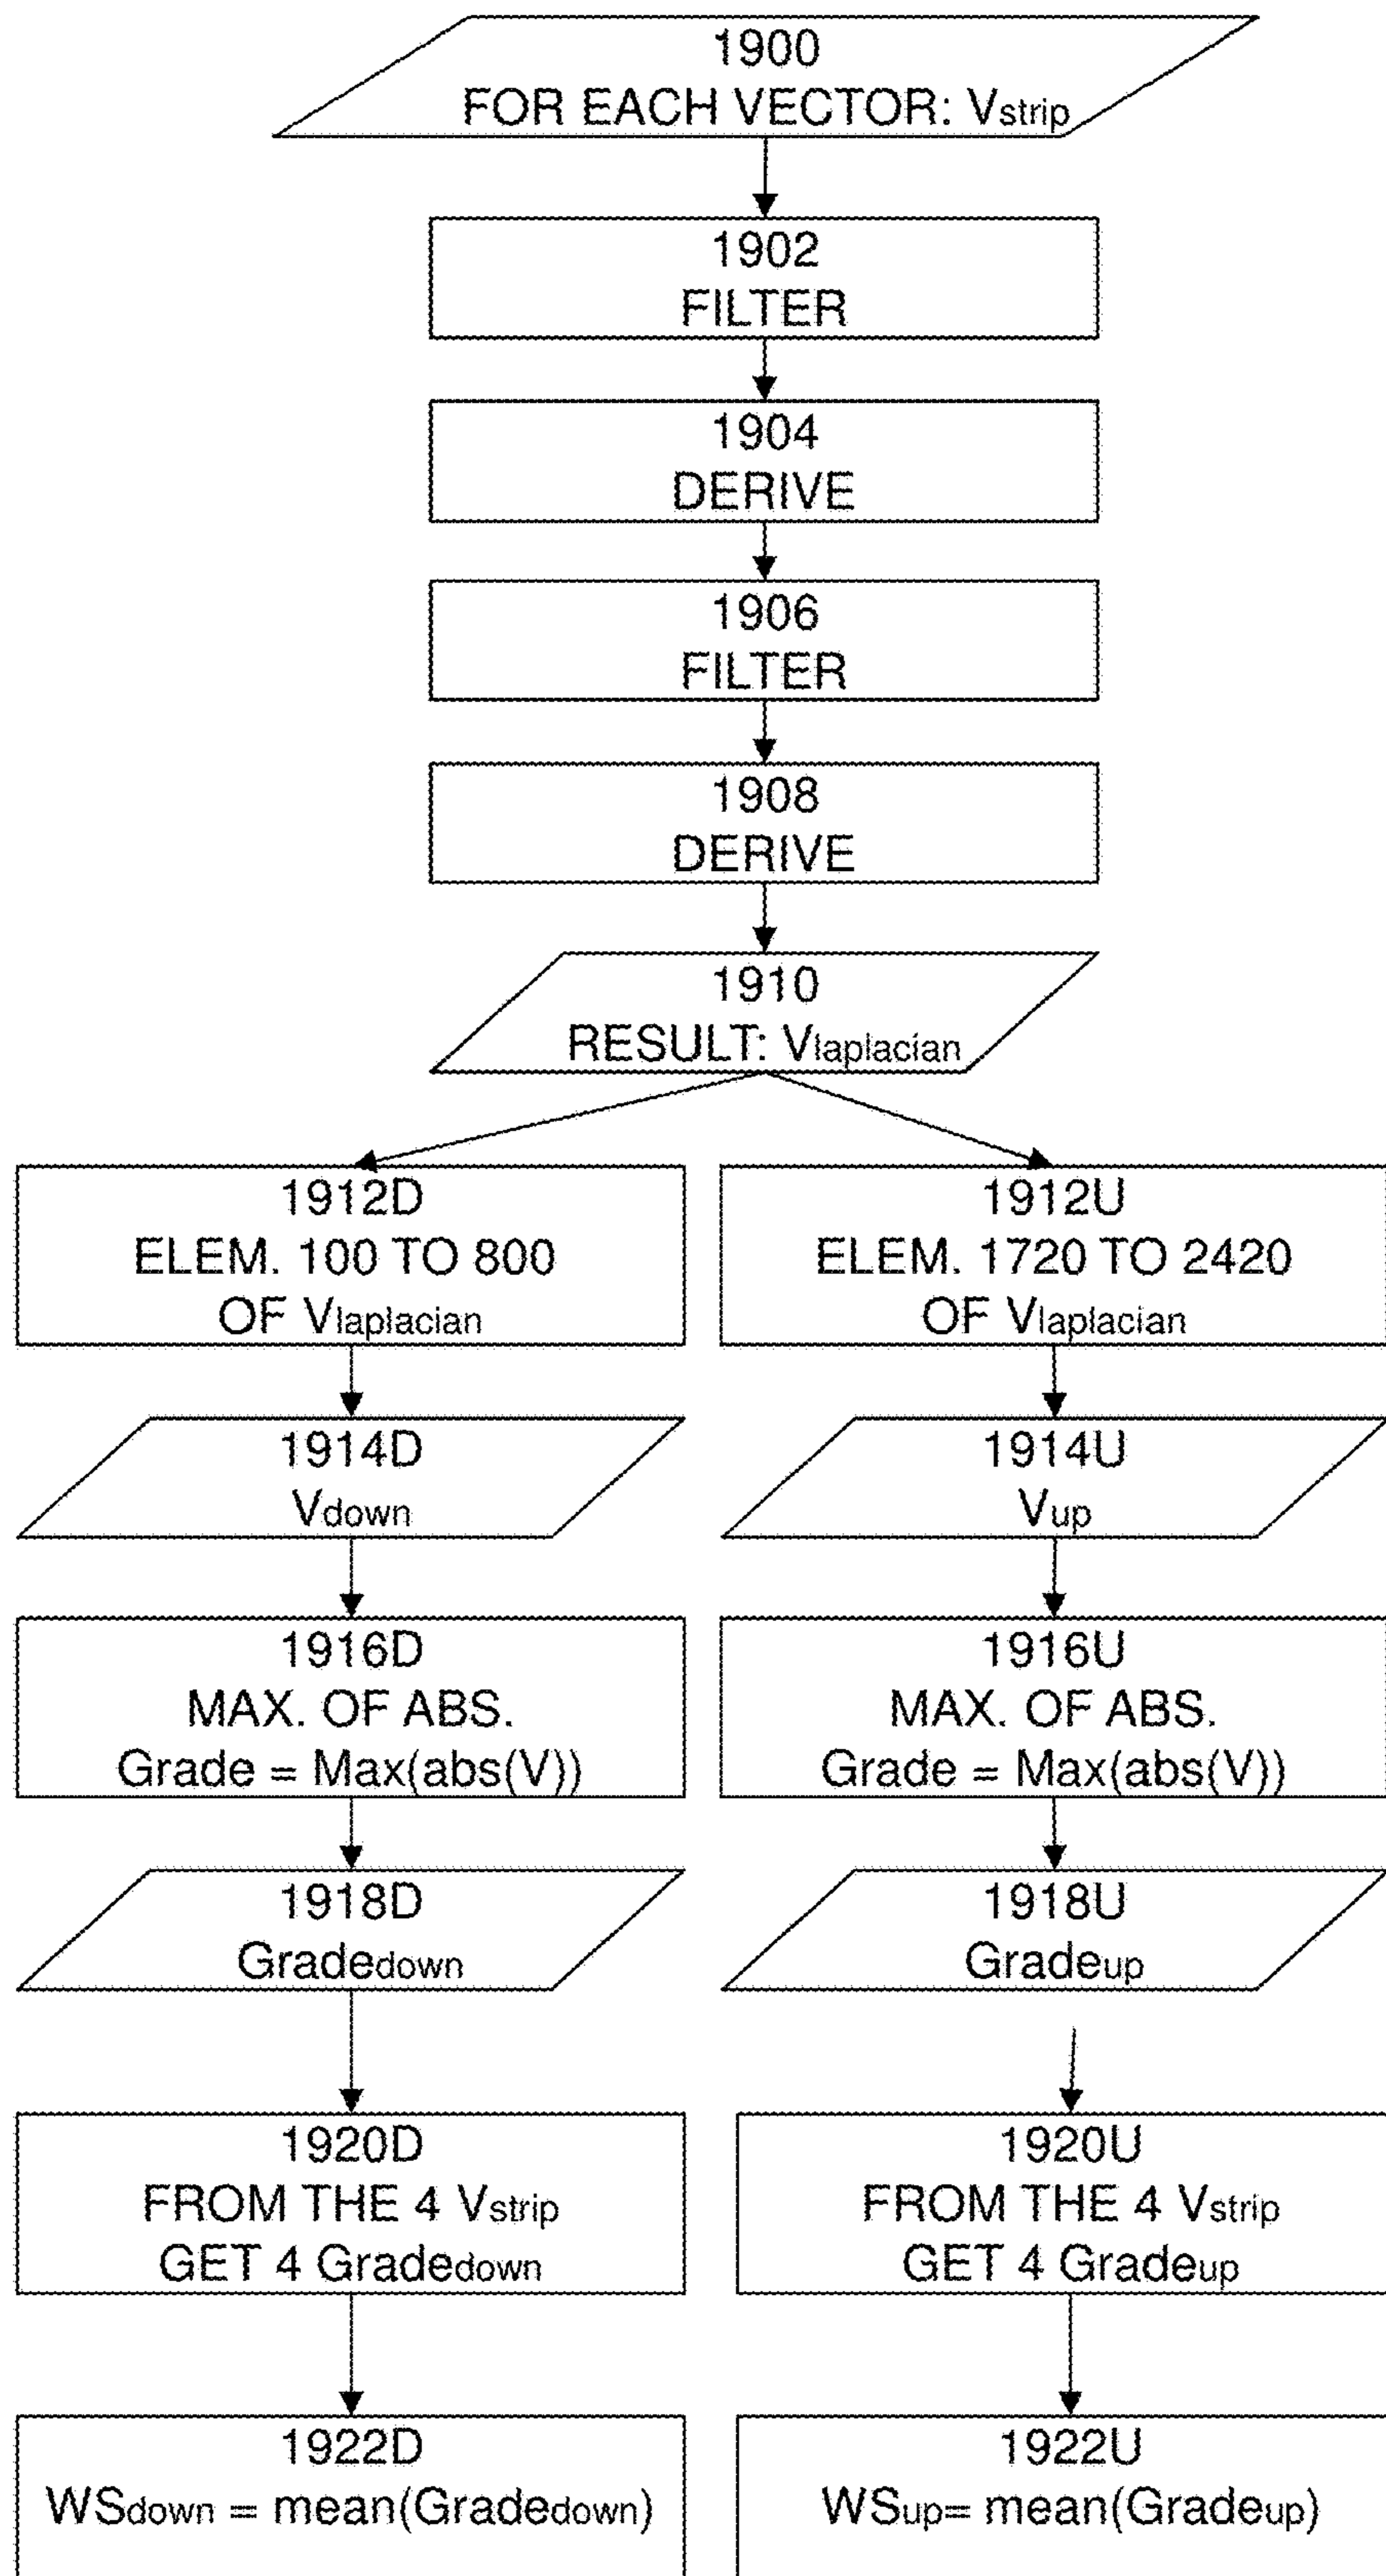 1900
FOR EACH VECTOR: Vstrip
1902
FILTER
1904
DERIVE
1906
FILTER
1908
DERIVE
1910
RESULT: Vlaplacian
1912D
ELEM. 100 TO 800
OF Vlaplacian
1912U
ELEM. 1720 TO 2420
OF Vlaplacian
1914D
Vdown
1914U
Vup
1916D
MAX. OF ABS.
Grade = Max(abs(V))
1916U
MAX. OF ABS.
Grade = Max(abs(V))
1918D
Gradedown
1918U
Gradeup
1920D
FROM THE 4 Vstrip
GET 4 Gradedown
1920U
FROM THE 4 Vstrip
GET 4 Gradeup
1922D
WSdown = mean(Gradedown)
1922U
WSup= mean(Gradeup)